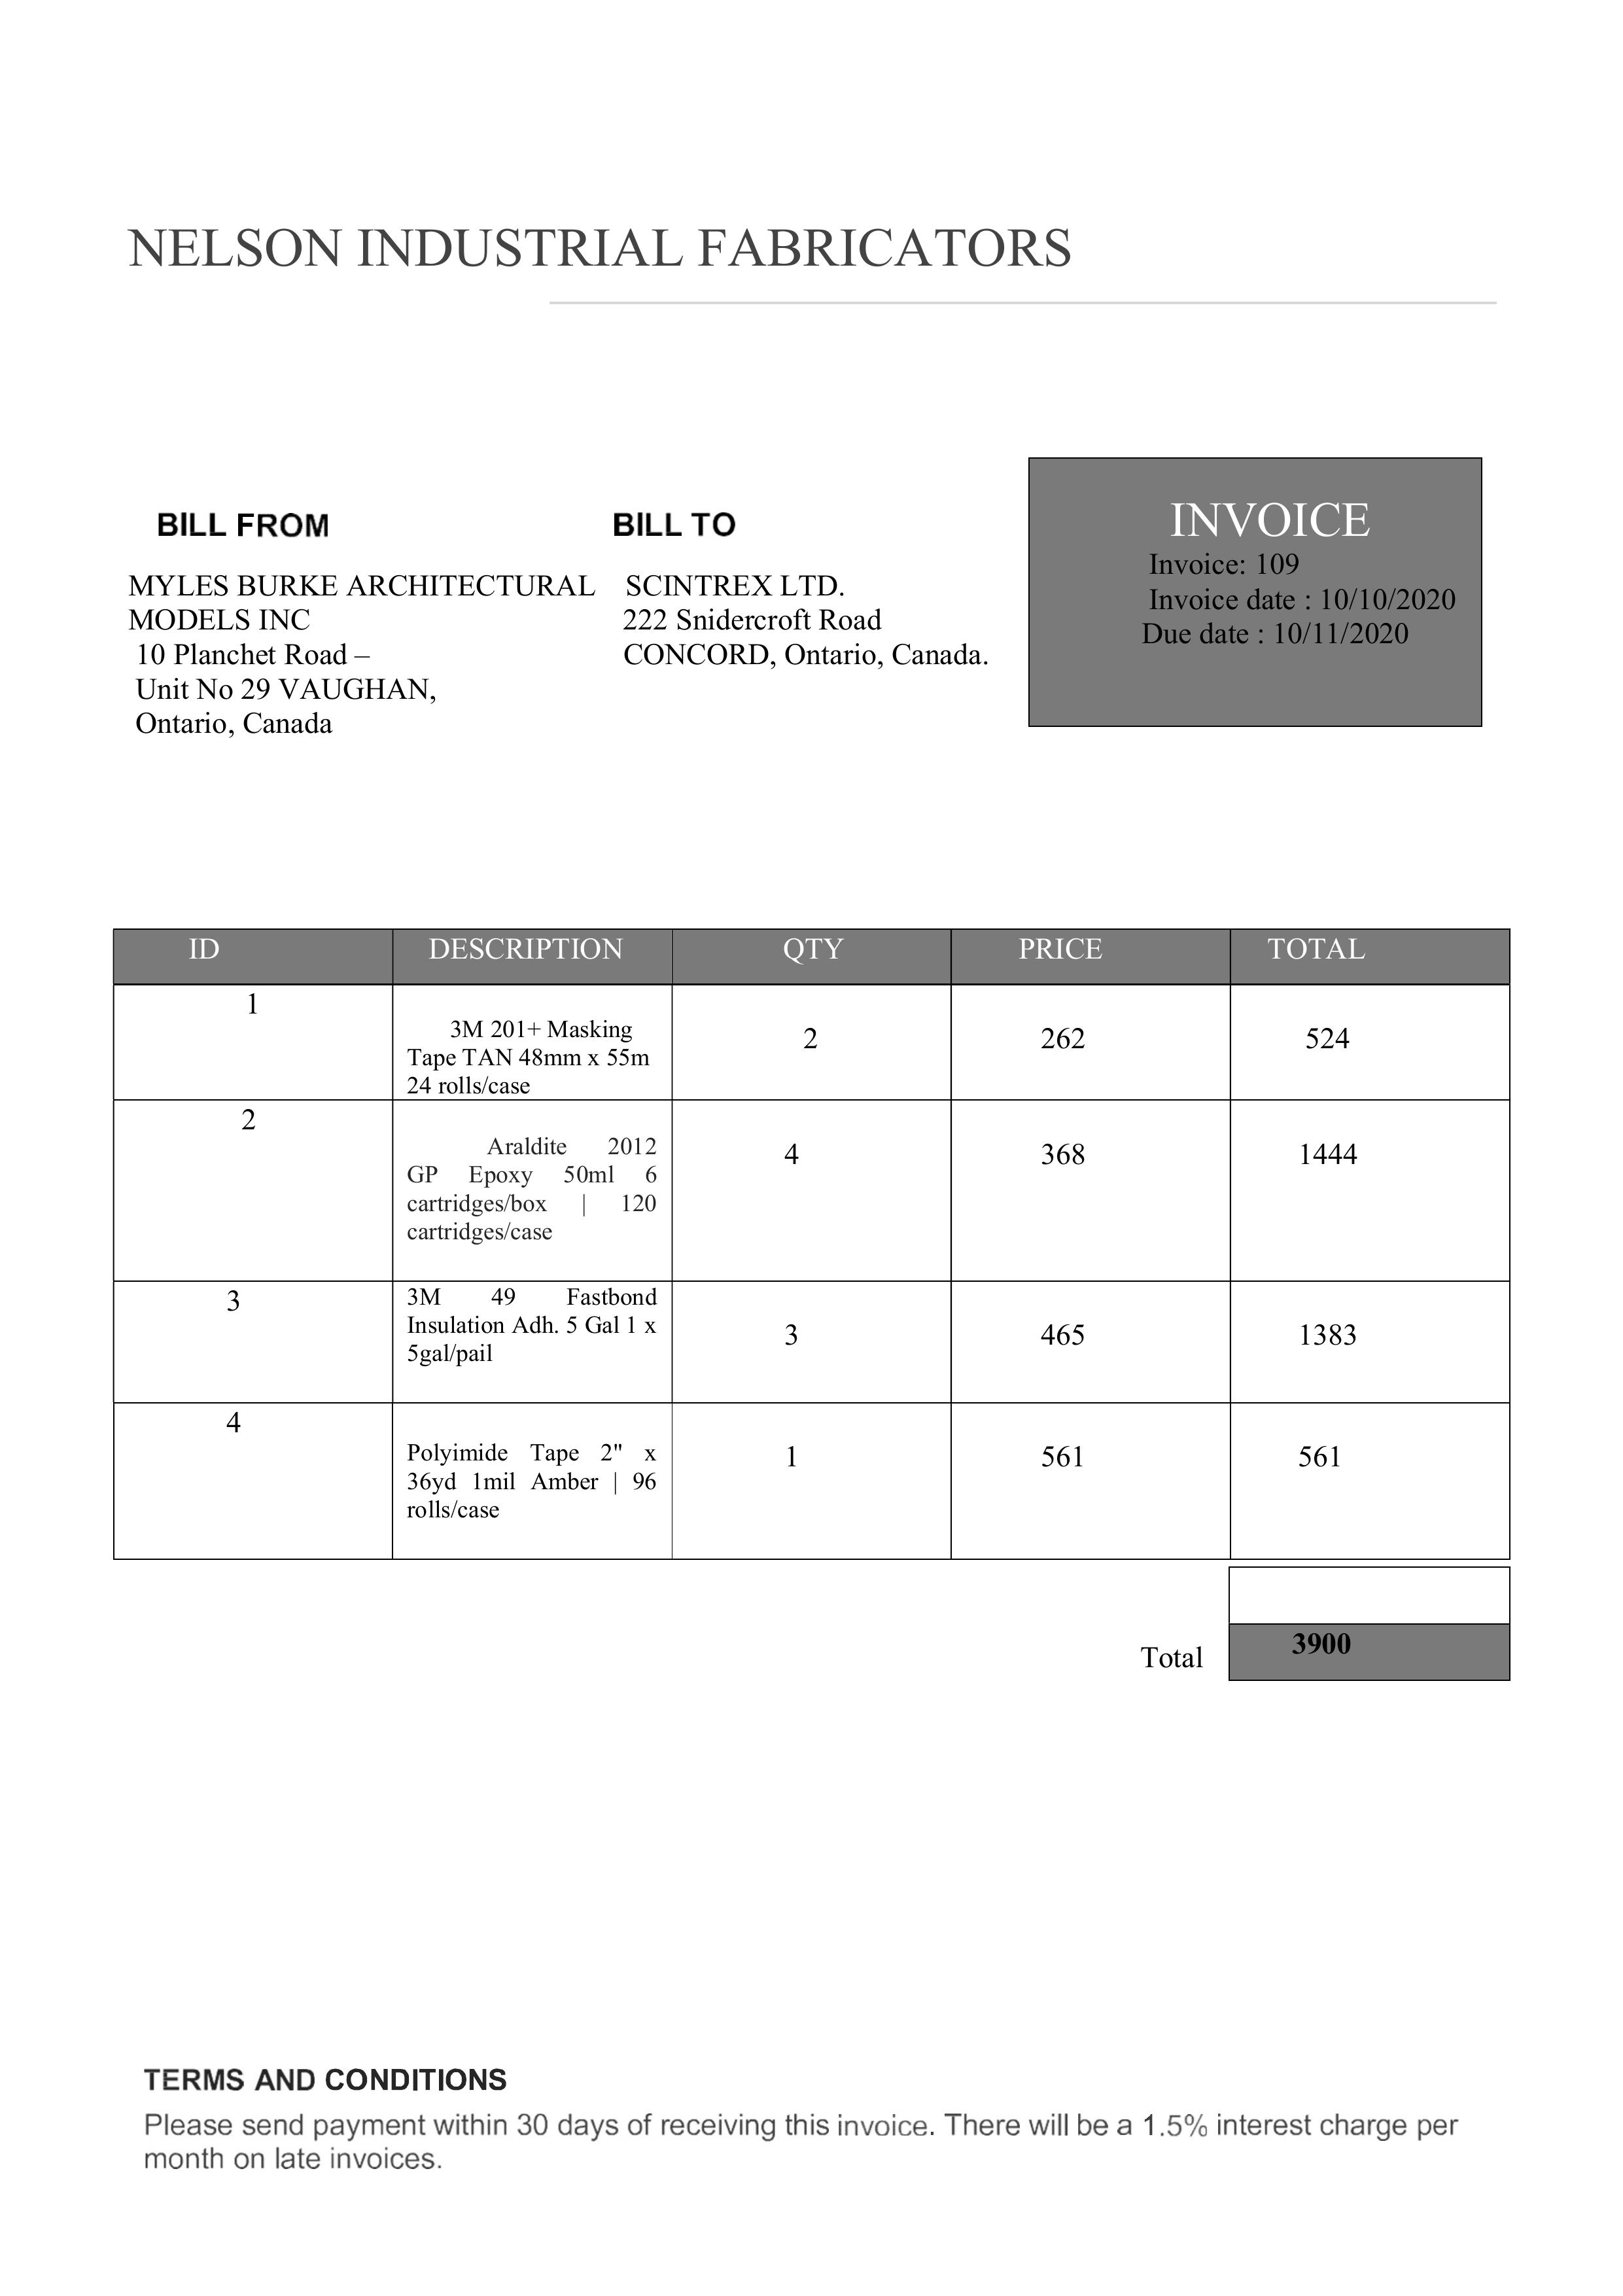 NELSON INDUSTRIAL FABRICATORS
BILL FROM
MYLES BURKE ARCHITECTURAL
MODELS INC
10 Planchet Road –
Unit No 29 VAUGHAN,
Ontario, Canada
BILL TO
SCINTREX LTD.
222 Snidercroft Road
CONCORD, Ontario, Canada.
INVOICE
Invoice: 109
Invoice date : 10/10/2020
Due date : 10/11/2020
ID DESCRIPTION QTY PRICE TOTAL
1
3M 201+ Masking
Tape TAN 48mm x 55m
24 rolls/case
2 262 524
2
Araldite 2012
GP Epoxy 50ml 6
cartridges/box | 120
cartridges/case
4 368 1444
3
3M 49 Fastbond
Insulation Adh. 5 Gal 1 x
5gal/pail
3 465 1383
4
Polyimide Tape 2" x
36yd 1mil Amber | 96
rolls/case
1 561 561
Total 3900
TERMS AND CONDITIONS
Please send payment within 30 days of receiving this invoice. There will be a 1.5% interest charge per
month on late invoices.